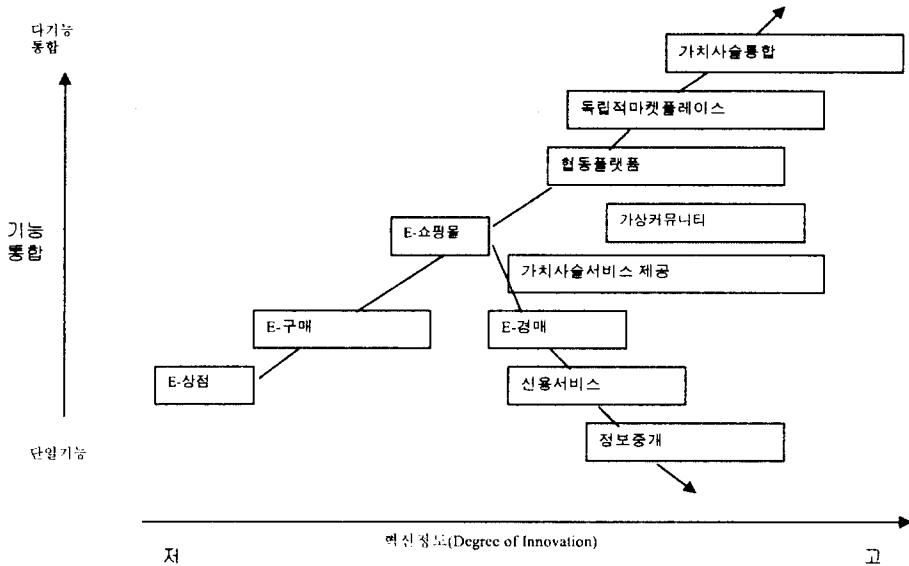 다기능
통합
가치사슬통합
독립적마켓플레이스
협동플랫폼
가상커뮤니티
기능
통합
E-쇼핑몰
가치사슬서비스 제공
E-구매
E-경매
E-상점
신용서비스
정보중개
단일기능
혁신정도(Degree of Innovation)
저
고